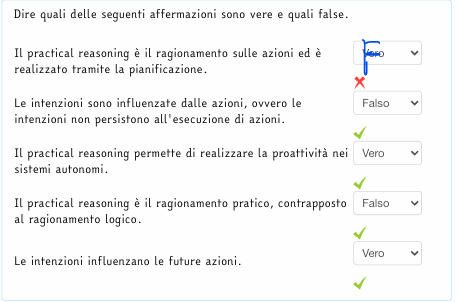 Dire quali delle seguenti affermazioni sono vere e quali false.
Il practical reasoning è il ragionamento sulle azioni ed è
realizzato tramite la pianificazione.
Vero
F
Le intenzioni sono influenzate dalle azioni, ovvero le
intenzioni non persistono all'esecuzione di azioni.
Falso
Il practical reasoning permette di realizzare la proattività nei
sistemi autonomi.
Vero
Il practical reasoning è il ragionamento pratico, contrapposto
al ragionamento logico.
Falso
Le intenzioni influenzano le future azioni.
Vero